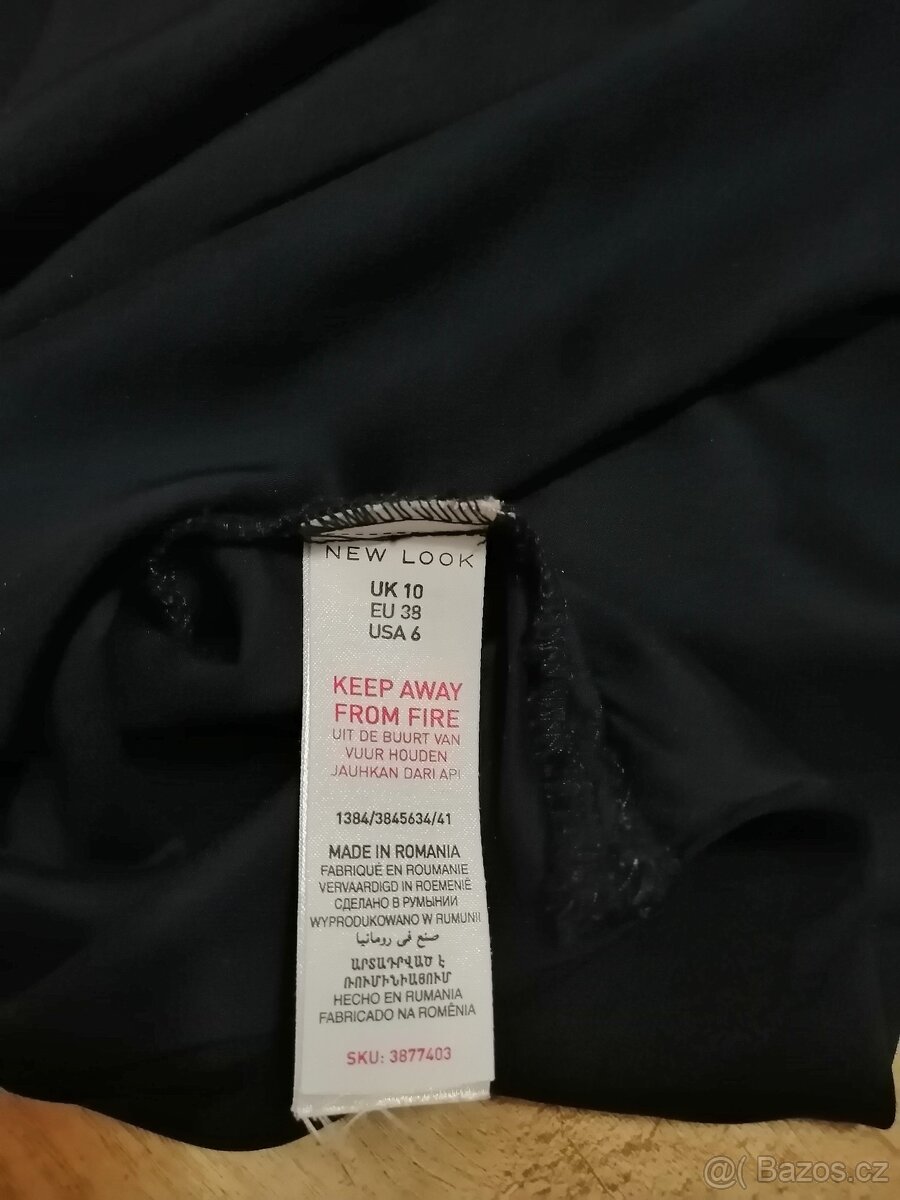 NEW LOOK
UK 10
EU 38
USA 6
KEEP AWAY
FROM FIRE
UIT DE BUURT VAN
VUUR HOUDEN
JAUHKAN DARI API
1384/3845634/41
MADE IN ROMANIA
FABRIQUÉ EN ROUMANIE
VERVAARDIGD IN ROEMENIË
СДЕЛАНО В РУМЫНИИ
WYPRODUKOWANO W RUMUNII
صنع في رومانيا
ԱՐՏԱԴՐՎԱԾ Է
ՌՈՒՄԻՆԻԱՅՈՒՄ
HECHO EN RUMANIA
FABRICADO NA ROMÊNIA
SKU: 3877403
@( Bazos.cz